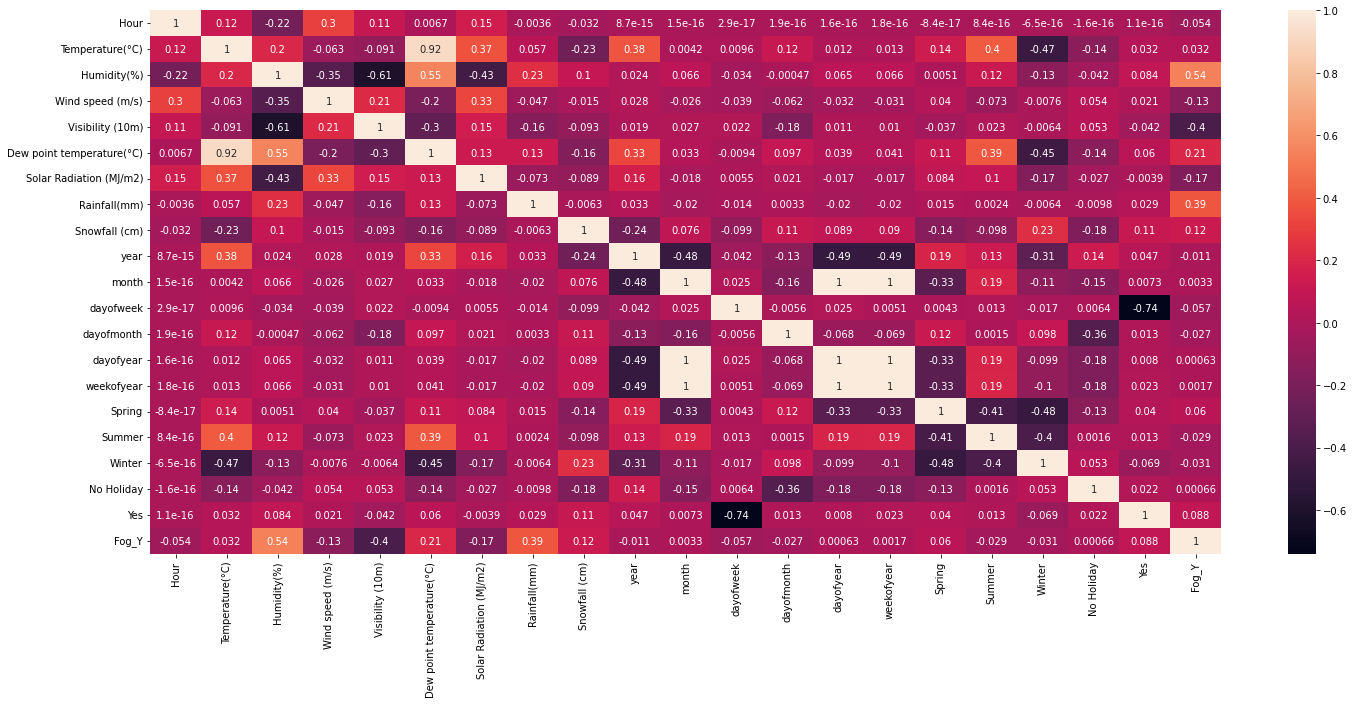 Hour 1 0.12 -0.22 0.3 0.11 0.0067 0.15 -0.0036 -0.032 8.7e-15 1.5e-16 2.9e-17 1.9e-16 1.6e-16 1.8e-16 -8.4e-17 8.4e-16 -6.5e-16 -1.6e-16 1.1e-16 -0.054 1.0
Temperature(°C) 0.12 1 0.2 -0.063 -0.091 0.92 0.37 0.057 -0.23 0.38 0.0042 0.0096 0.12 0.012 0.013 0.14 0.4 -0.47 -0.14 0.032 0.032
Humidity(%) -0.22 0.2 1 -0.35 -0.61 0.55 -0.43 0.23 0.1 0.024 0.066 -0.034 -0.00047 0.065 0.066 0.0051 0.12 -0.13 -0.042 0.084 0.54
0.8
Wind speed (m/s) 0.3 -0.063 -0.35 1 0.21 -0.2 0.33 -0.047 -0.015 0.028 -0.026 -0.039 -0.062 -0.032 -0.031 0.04 -0.073 -0.0076 0.054 0.021 -0.13
Visibility (10m) 0.11 -0.091 -0.61 0.21 1 -0.3 0.15 -0.16 -0.093 0.019 0.027 0.022 -0.18 0.011 0.01 -0.037 0.023 -0.0064 0.053 -0.042 -0.4
Dew point temperature(°C) 0.0067 0.92 0.55 -0.2 -0.3 1 0.13 0.13 -0.16 0.33 0.033 -0.0094 0.097 0.039 0.041 0.11 0.39 -0.45 -0.14 0.06 0.21 0.6
Solar Radiation (MJ/m2) 0.15 0.37 -0.43 0.33 0.15 0.13 1 -0.073 -0.089 0.16 -0.018 0.0055 0.021 -0.017 -0.017 0.084 0.1 -0.17 -0.027 -0.0039 -0.17
Rainfall(mm) -0.0036 0.057 0.23 -0.047 -0.16 0.13 -0.073 1 -0.0063 0.033 -0.02 -0.014 0.0033 -0.02 -0.02 0.015 0.0024 -0.0064 -0.0098 0.029 0.39
0.4
Snowfall (cm) -0.032 -0.23 0.1 -0.015 -0.093 -0.16 -0.089 -0.0063 1 -0.24 0.076 -0.099 0.11 0.089 0.09 -0.14 -0.098 0.23 -0.18 0.11 0.12
year 8.7e-15 0.38 0.024 0.028 0.019 0.33 0.16 0.033 -0.24 1 -0.48 -0.042 -0.13 -0.49 -0.49 0.19 0.13 -0.31 0.14 0.047 -0.011
0.2
month 1.5e-16 0.0042 0.066 -0.026 0.027 0.033 -0.018 -0.02 0.076 -0.48 1 0.025 -0.16 1 1 -0.33 0.19 -0.11 -0.15 0.0073 0.0033
dayofweek 2.9e-17 0.0096 -0.034 -0.039 0.022 -0.0094 0.0055 -0.014 -0.099 -0.042 0.025 1 -0.0056 0.025 0.0051 0.0043 0.013 -0.017 0.0064 -0.74 -0.057
dayofmonth 1.9e-16 0.12 -0.00047 -0.062 -0.18 0.097 0.021 0.0033 0.11 -0.13 -0.16 -0.0056 1 -0.068 -0.069 0.12 0.0015 0.098 -0.36 0.013 -0.027 0.0
dayofyear 1.6e-16 0.012 0.065 -0.032 0.011 0.039 -0.017 -0.02 0.089 -0.49 1 0.025 -0.068 1 1 -0.33 0.19 -0.099 -0.18 0.008 0.00063
weekofyear 1.8e-16 0.013 0.066 -0.031 0.01 0.041 -0.017 -0.02 0.09 -0.49 1 0.0051 -0.069 1 1 -0.33 0.19 -0.1 -0.18 0.023 0.0017
-0.2
Spring -8.4e-17 0.14 0.0051 0.04 -0.037 0.11 0.084 0.015 -0.14 0.19 -0.33 0.0043 0.12 -0.33 -0.33 1 -0.41 -0.48 -0.13 0.04 0.06
Summer 8.4e-16 0.4 0.12 -0.073 0.023 0.39 0.1 0.0024 -0.098 0.13 0.19 0.013 0.0015 0.19 0.19 -0.41 1 -0.4 0.0016 0.013 -0.029
-0.4
Winter -6.5e-16 -0.47 -0.13 -0.0076 -0.0064 -0.45 -0.17 -0.0064 0.23 -0.31 -0.11 -0.017 0.098 -0.099 -0.1 -0.48 -0.4 1 0.053 -0.069 -0.031
No Holiday -1.6e-16 -0.14 -0.042 0.054 0.053 -0.14 -0.027 -0.0098 -0.18 0.14 -0.15 0.0064 -0.36 -0.18 -0.18 -0.13 0.0016 0.053 1 0.022 0.00066
Yes 1.1e-16 0.032 0.084 0.021 -0.042 0.06 -0.0039 0.029 0.11 0.047 0.0073 -0.74 0.013 0.008 0.023 0.04 0.013 -0.069 0.022 1 0.088 -0.6
Fog_Y -0.054 0.032 0.54 -0.13 -0.4 0.21 -0.17 0.39 0.12 -0.011 0.0033 -0.057 -0.027 0.00063 0.0017 0.06 -0.029 -0.031 0.00066 0.088 1
Hour
Temperature(°C)
Humidity(%)
Wind speed (m/s)
Visibility (10m)
Dew point temperature(°C)
Solar Radiation (MJ/m2)
Rainfall(mm)
Snowfall (cm)
year
month
dayofweek
dayofmonth
dayofyear
weekofyear
Spring
Summer
Winter
No Holiday
Yes
Fog_Y